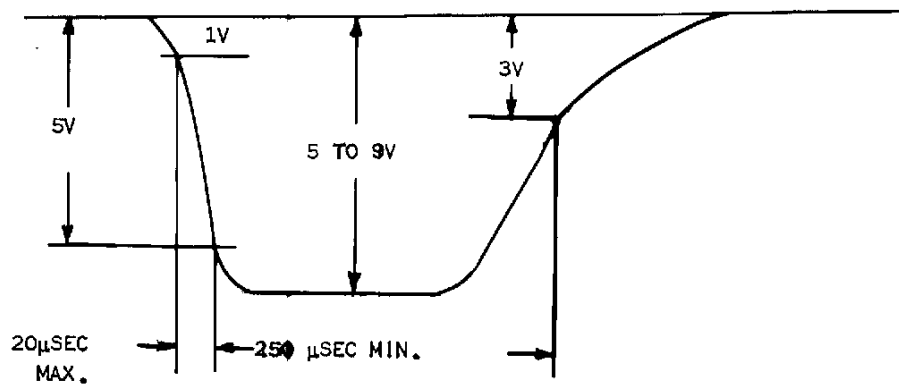 1V
3V
5V
5 TO 9V
20µSEC
MAX.
250 µSEC MIN.